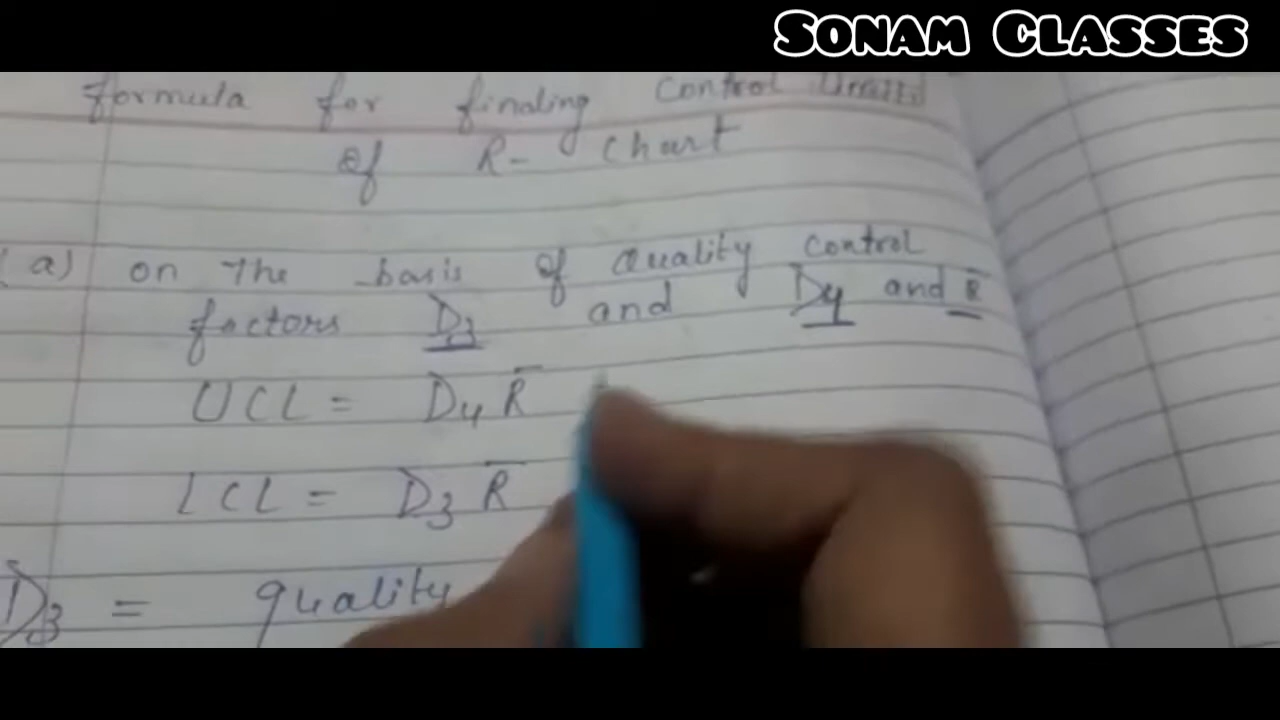 SONAM CLASSES
formula for finding control limits
of R- chart
(a) on the basis of quality control
factors D3 and D4 and R̅
UCL = D4 R̅
LCL = D3 R̅
D3 = quality